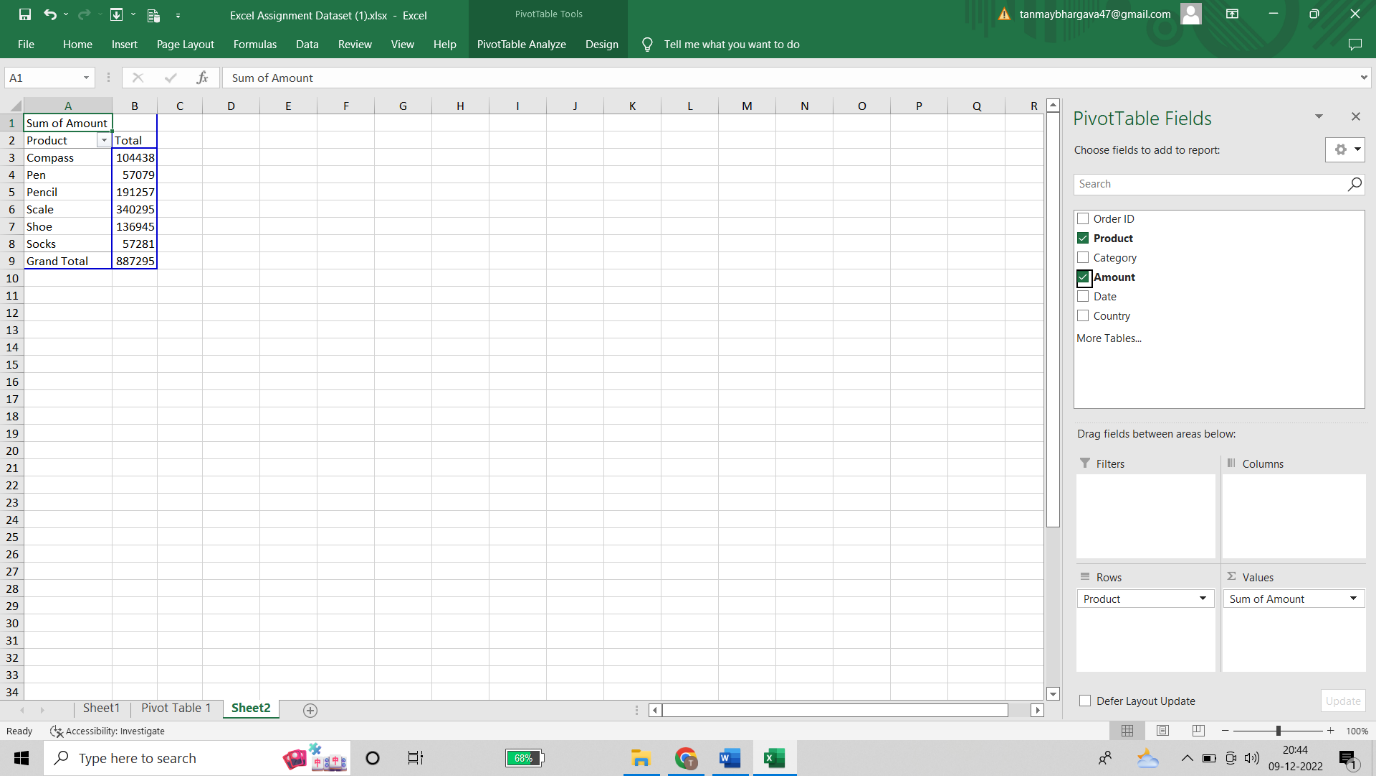 Excel Assignment Dataset (1).xlsx - Excel
PivotTable Tools
tanmaybhargava47@gmail.com
File Home Insert Page Layout Formulas Data Review View Help PivotTable Analyze Design Tell me what you want to do
A1 fx Sum of Amount
A B C D E F G H I J K L M N O P Q R
1 Sum of Amount
2 Product Total
3 Compass 104438
4 Pen 57079
5 Pencil 191257
6 Scale 340295
7 Shoe 136945
8 Socks 57281
9 Grand Total 887295
10
11
12
13
14
15
16
17
18
19
20
21
22
23
24
25
26
27
28
29
30
31
32
33
34
PivotTable Fields
Choose fields to add to report:
Search
Order ID
Product
Category
Amount
Date
Country
More Tables...
Drag fields between areas below:
Filters Columns
Rows Σ Values
Product Sum of Amount
Defer Layout Update Update
Sheet1 Pivot Table 1 Sheet2
Ready Accessibility: Investigate 100%
Type here to search 68% 20:44
09-12-2022 1